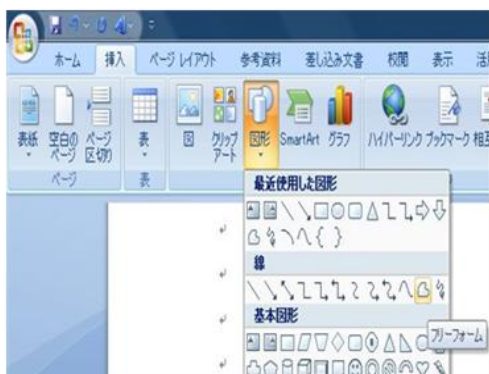 ホーム 挿入 ページ レイアウト 参考資料 差し込み文書 校閲 表示
表紙 空白のページ ページ区切り 表 図 クリップアート 図形 SmartArt グラフ ハイパーリンク ブックマーク 相互
ページ 表
最近使用した図形
線
基本図形
フリーフォーム